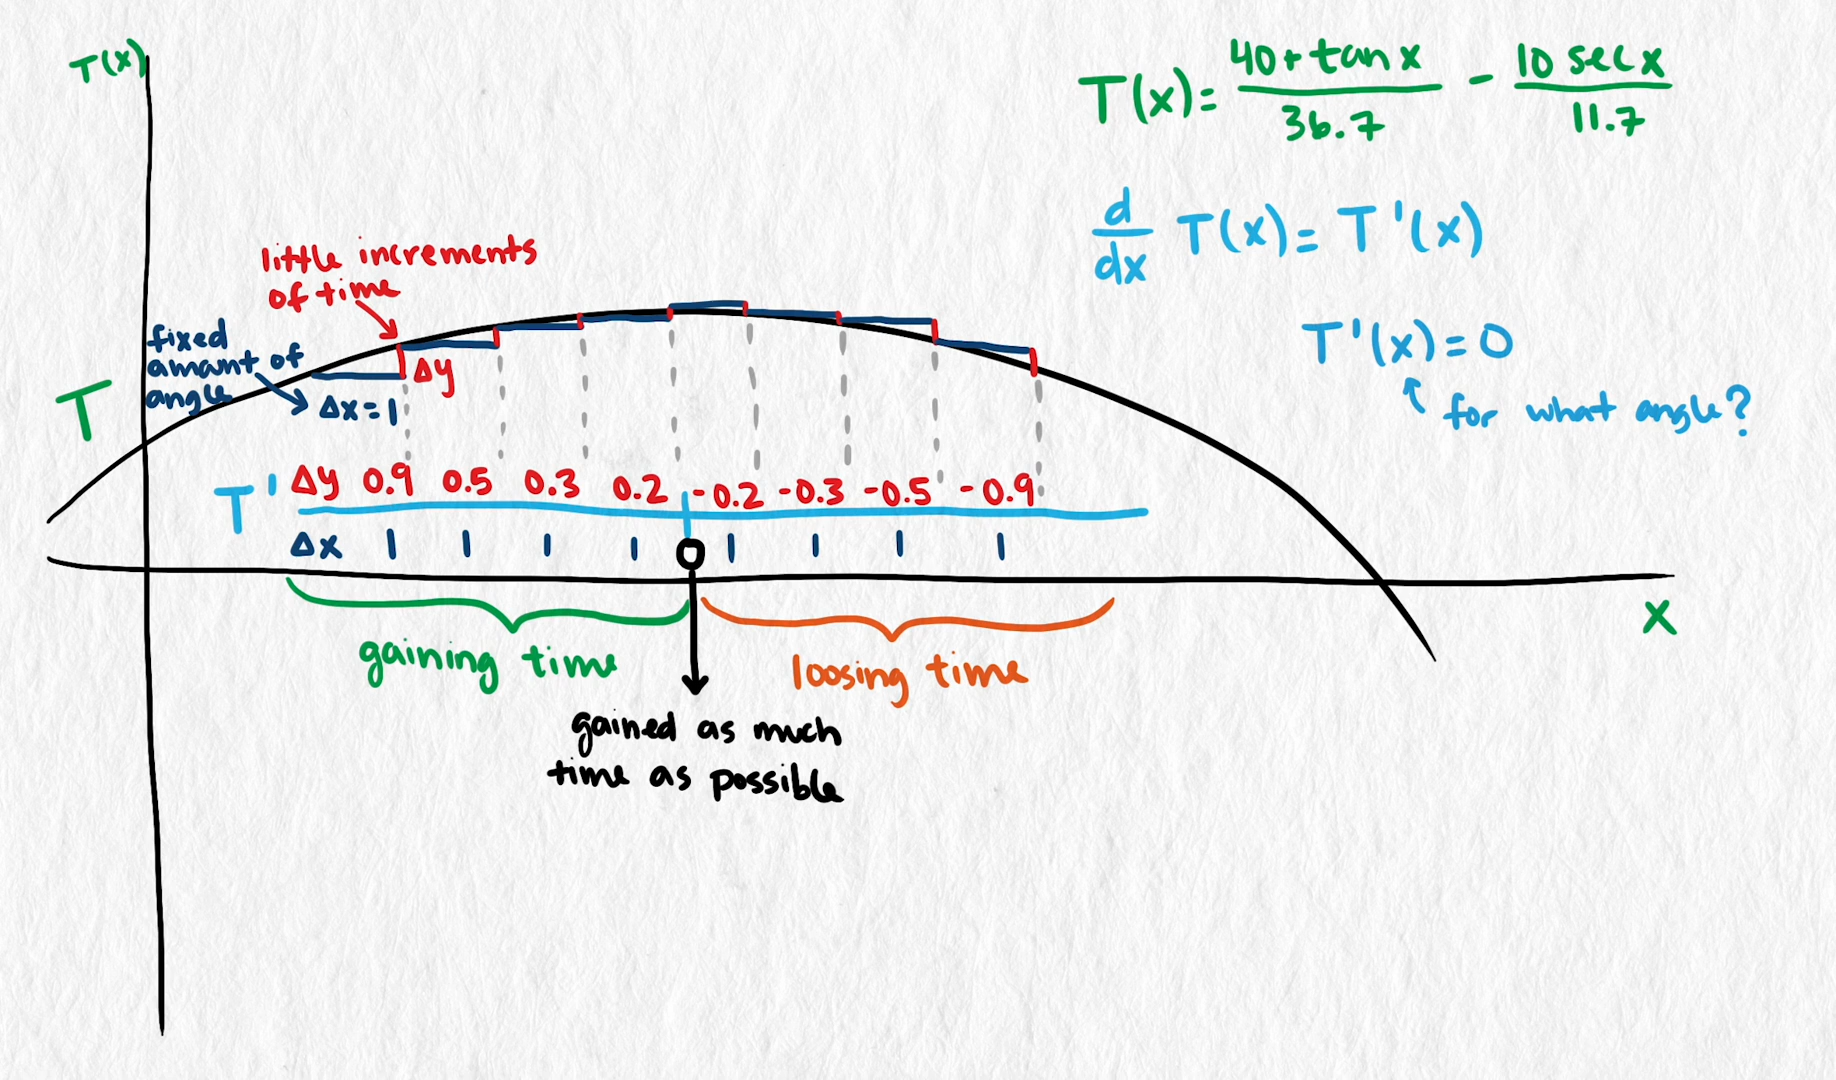 T(x)
T(x)= 40+tanx / 36.7 - 10 secx / 11.7
d/dx T(x)= T'(x)
T'(x)=0
for what angle?
little increments
of time
fixed
amount of
angle
Δx=1
Δy
T
T'
Δy 0.9 0.5 0.3 0.2 -0.2 -0.3 -0.5 -0.9
Δx 1 1 1 1 0 1 1 1 1
x
gaining time
loosing time
gained as much
time as possible